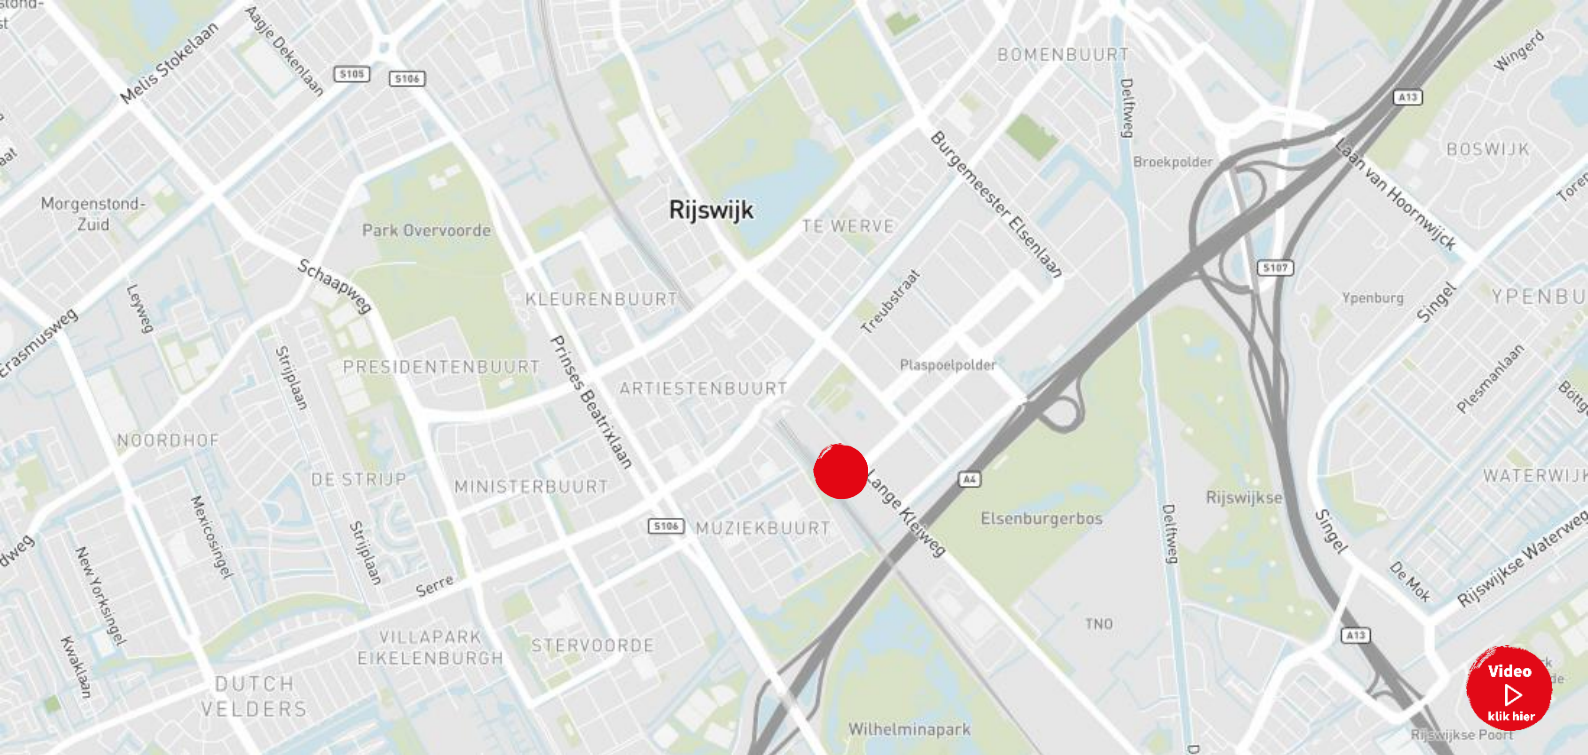 Melis Stokelaan
Aagje Dekenlaan
S105
S106
BOMENBUURT
Delftweg
A13
Wingerd
Broekpolder
Laan van Hoornwijck
BOSWIJK
Burgemeester Elsenlaan
Morgenstond-
Zuid
Park Overvoorde
Rijswijk
TE WERVE
S107
Ypenburg
Singel
Schaapweg
KLEURENBUURT
Treubstraat
Leyweg
Erasmusweg
Strijplaan
PRESIDENTENBUURT
Prinses Beatrixlaan
ARTIESTENBUURT
Plaspoelpolder
Plesmanlaan
NOORDHOF
DE STRIJP
MINISTERBUURT
Lange Kleiweg
A4
Rijswijkse
Elsenburgerbos
Mexicosingel
Strijplaan
S106
MUZIEKBUURT
Delftweg
Singel
De Mok
Rijswijkse Waterweg
New Yorksingel
Serre
TNO
A13
VILLAPARK
EIKELENBURGH
STERVOORDE
Kwaklaan
DUTCH
VELDERS
Wilhelminapark
Video
klik hier
Rijswijkse Poort